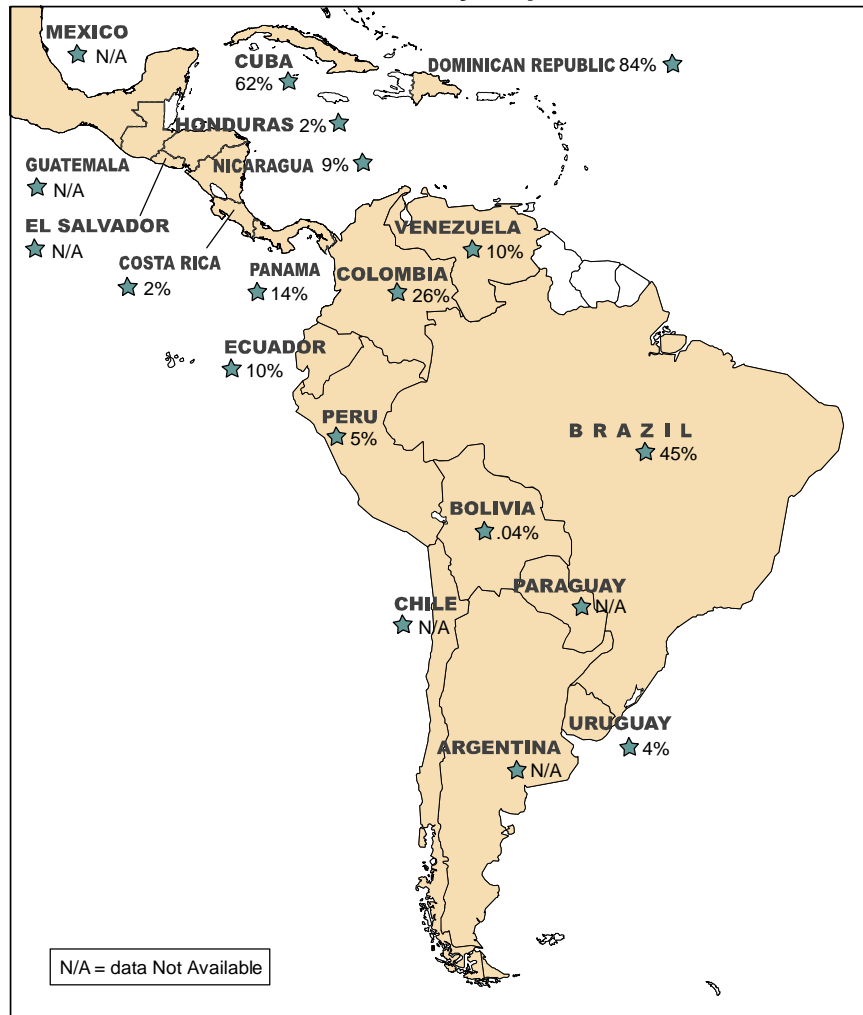 MEXICO
N/A
CUBA
62%
DOMINICAN REPUBLIC 84%
HONDURAS 2%
GUATEMALA
N/A
NICARAGUA 9%
EL SALVADOR
N/A
COSTA RICA
2%
PANAMA
14%
VENEZUELA
10%
COLOMBIA
26%
ECUADOR
10%
PERU
5%
B R A Z I L
45%
BOLIVIA
.04%
PARAGUAY
N/A
CHILE
N/A
URUGUAY
4%
ARGENTINA
N/A
N/A = data Not Available